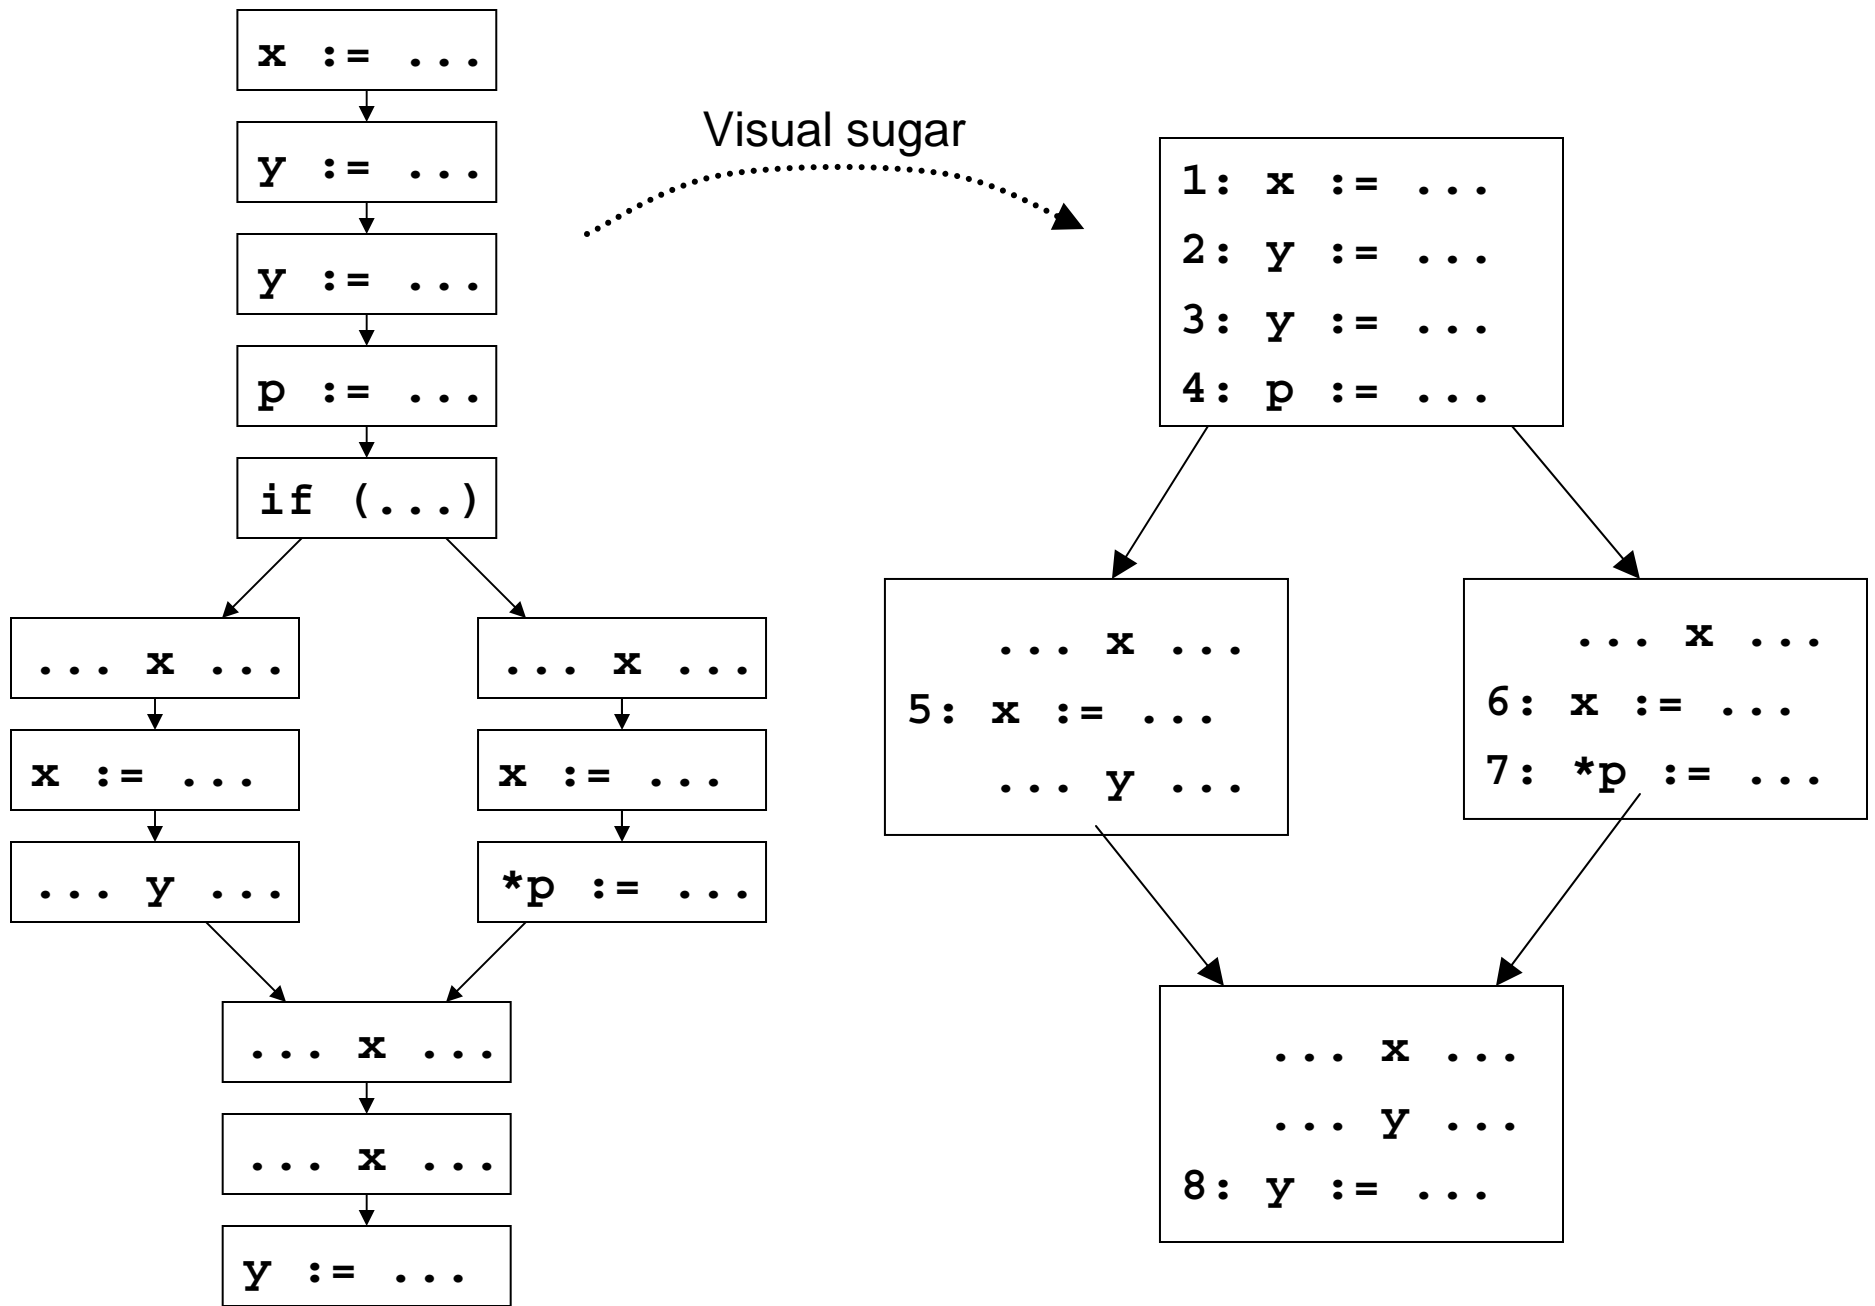 x := ...
y := ...
y := ...
p := ...
if (...)
... x ...
x := ...
... y ...
... x ...
x := ...
*p := ...
... x ...
... x ...
y := ...
Visual sugar
1: x := ...
2: y := ...
3: y := ...
4: p := ...
... x ...
5: x := ...
... y ...
... x ...
6: x := ...
7: *p := ...
... x ...
... y ...
8: y := ...